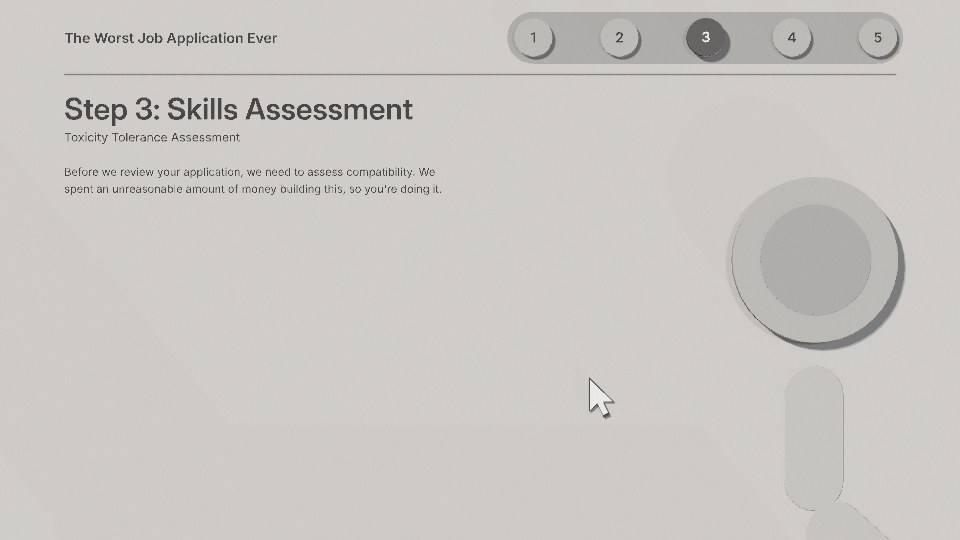 The Worst Job Application Ever
1 2 3 4 5
Step 3: Skills Assessment
Toxicity Tolerance Assessment
Before we review your application, we need to assess compatibility. We
spent an unreasonable amount of money building this, so you're doing it.